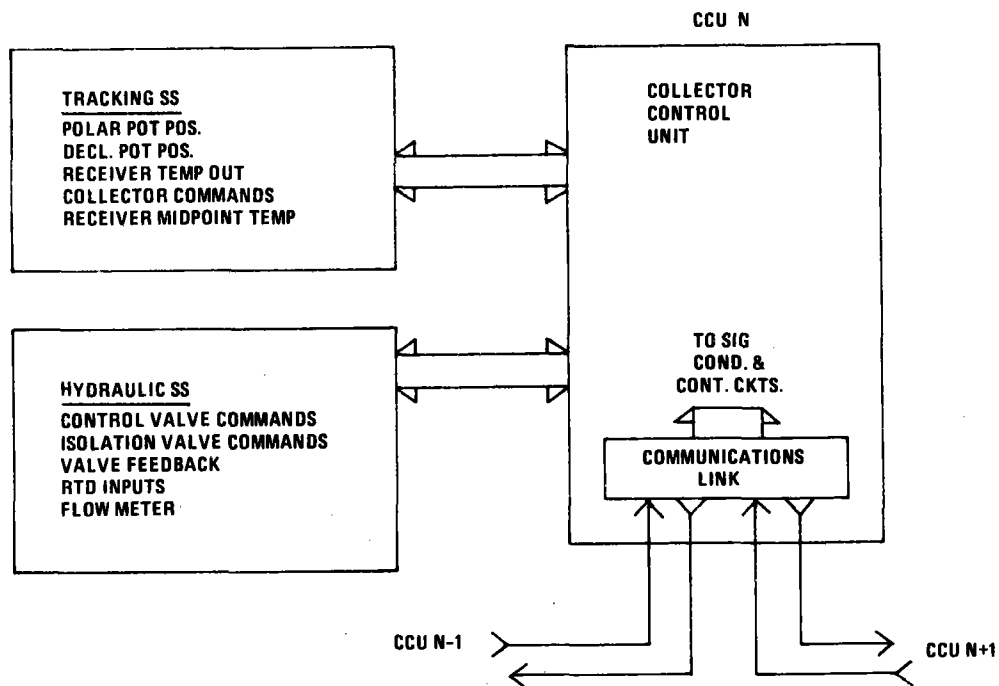 CCU N
TRACKING SS
POLAR POT POS.
DECL. POT POS.
RECEIVER TEMP OUT
COLLECTOR COMMANDS
RECEIVER MIDPOINT TEMP
COLLECTOR
CONTROL
UNIT
HYDRAULIC SS
CONTROL VALVE COMMANDS
ISOLATION VALVE COMMANDS
VALVE FEEDBACK
RTD INPUTS
FLOW METER
TO SIG
COND. &
CONT. CKTS.
COMMUNICATIONS
LINK
CCU N-1
CCU N+1